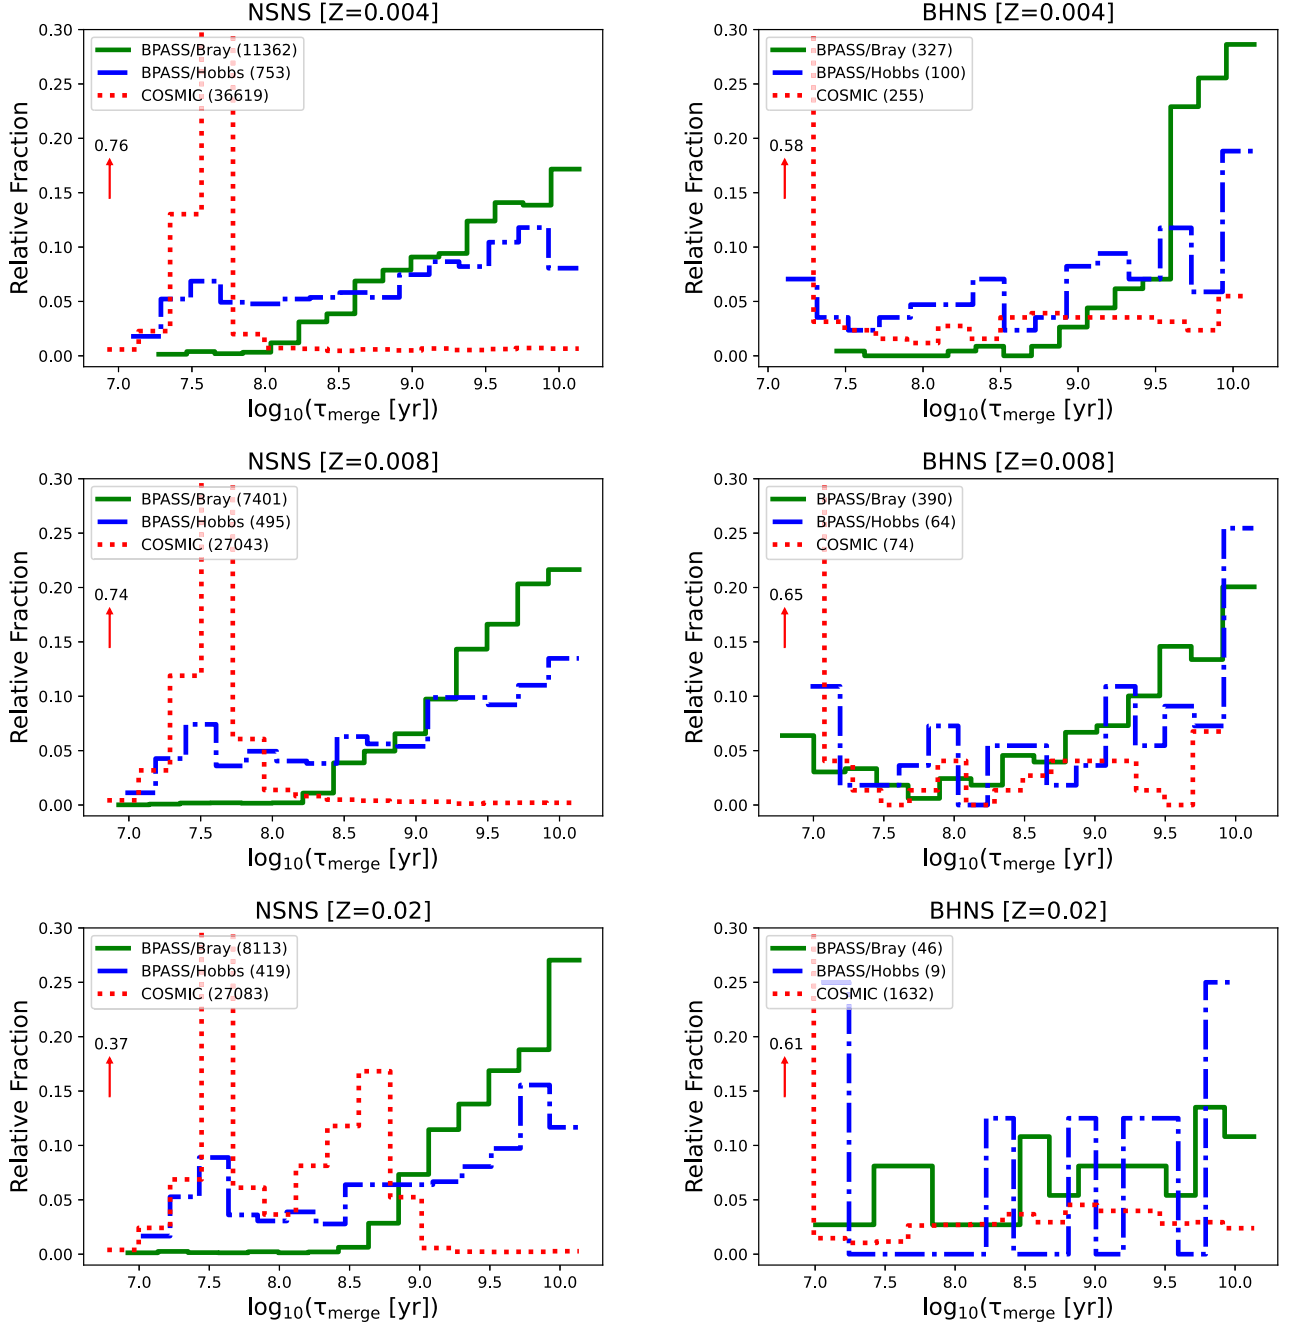 NSNS [Z=0.004]
Relative Fraction
0.30
0.25
0.20
0.15
0.10
0.05
0.00
BPASS/Bray (11362)
BPASS/Hobbs (753)
COSMIC (36619)
0.76
7.0 7.5 8.0 8.5 9.0 9.5 10.0
log10(τmerge [yr])
BHNS [Z=0.004]
Relative Fraction
0.30
0.25
0.20
0.15
0.10
0.05
0.00
BPASS/Bray (327)
BPASS/Hobbs (100)
COSMIC (255)
0.58
7.0 7.5 8.0 8.5 9.0 9.5 10.0
log10(τmerge [yr])
NSNS [Z=0.008]
Relative Fraction
0.30
0.25
0.20
0.15
0.10
0.05
0.00
BPASS/Bray (7401)
BPASS/Hobbs (495)
COSMIC (27043)
0.74
7.0 7.5 8.0 8.5 9.0 9.5 10.0
log10(τmerge [yr])
BHNS [Z=0.008]
Relative Fraction
0.30
0.25
0.20
0.15
0.10
0.05
0.00
BPASS/Bray (390)
BPASS/Hobbs (64)
COSMIC (74)
0.65
7.0 7.5 8.0 8.5 9.0 9.5 10.0
log10(τmerge [yr])
NSNS [Z=0.02]
Relative Fraction
0.30
0.25
0.20
0.15
0.10
0.05
0.00
BPASS/Bray (8113)
BPASS/Hobbs (419)
COSMIC (27083)
0.37
7.0 7.5 8.0 8.5 9.0 9.5 10.0
log10(τmerge [yr])
BHNS [Z=0.02]
Relative Fraction
0.30
0.25
0.20
0.15
0.10
0.05
0.00
BPASS/Bray (46)
BPASS/Hobbs (9)
COSMIC (1632)
0.61
7.0 7.5 8.0 8.5 9.0 9.5 10.0
log10(τmerge [yr])